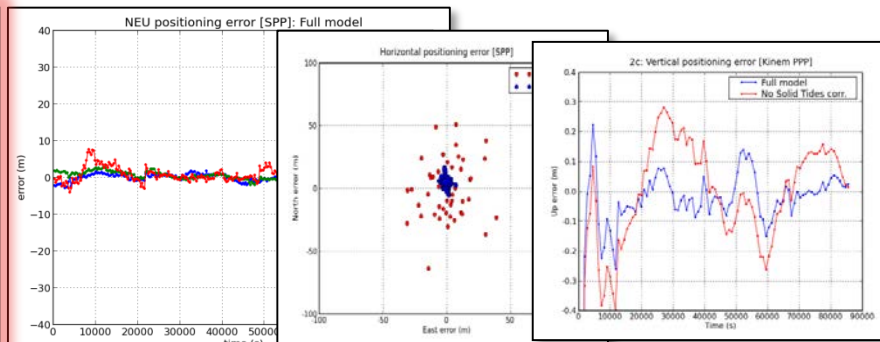 NEU positioning error [SPP]: Full model
40
30
20
10
0
−10
−20
−30
−40
error (m)
0 10000 20000 30000 40000 50000
Horizontal positioning error [SPP]
100
50
0
-50
-100
North error (m)
-100 0 50
East error (m)
2c: Vertical positioning error [Kinem PPP]
Full model
No Solid Tides corr.
0.4
0.3
0.2
0.1
0.0
-0.1
-0.2
-0.3
-0.4
Up error (m)
0 10000 20000 30000 40000 50000 60000 70000 80000 90000
Time (s)